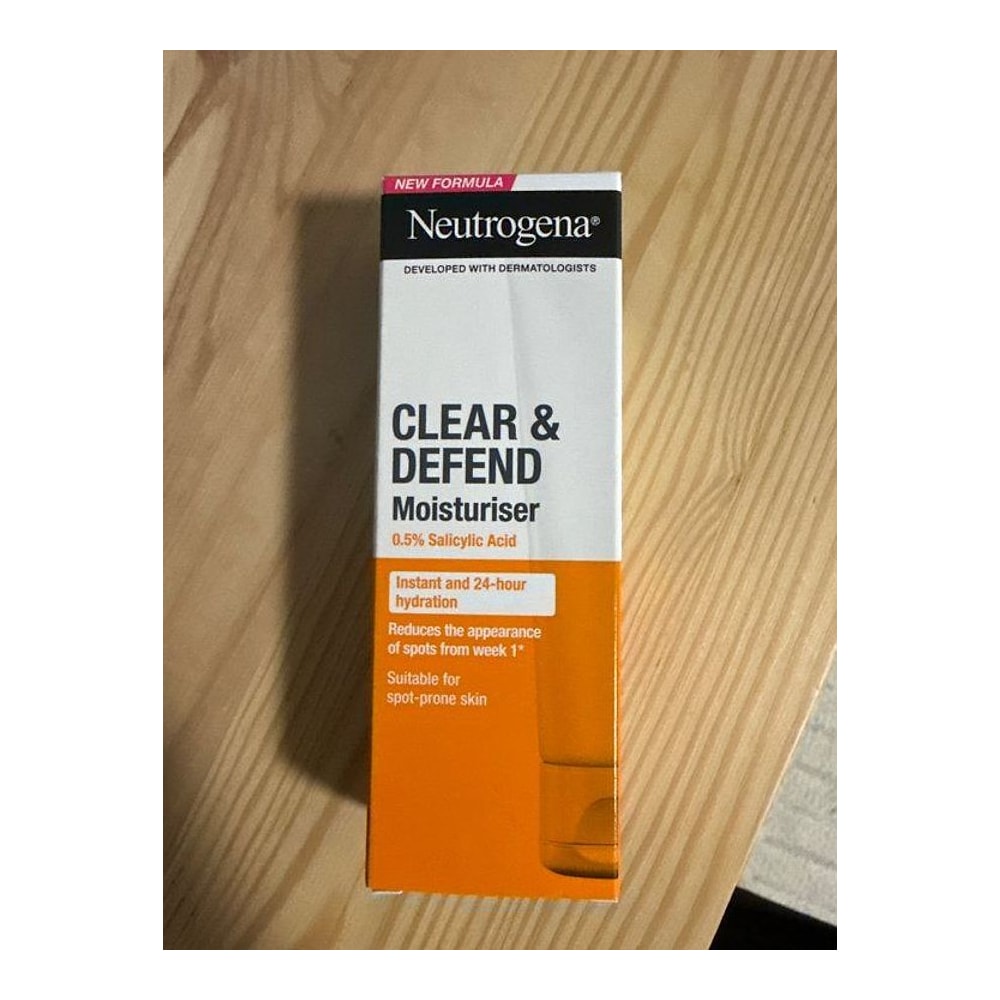 NEW FORMULA
Neutrogena®
DEVELOPED WITH DERMATOLOGISTS
CLEAR &
DEFEND
Moisturiser
0.5% Salicylic Acid
Instant and 24-hour
hydration
Reduces the appearance
of spots from week 1*
Suitable for
spot-prone skin